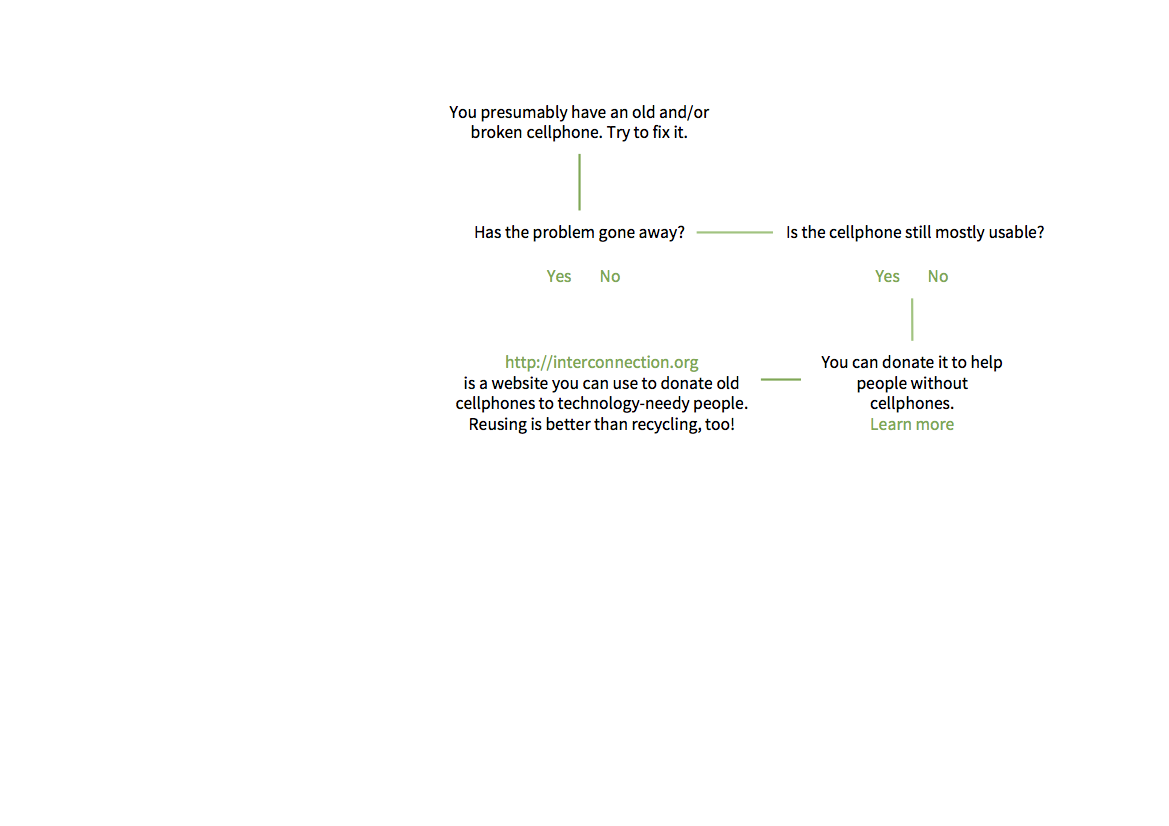 You presumably have an old and/or
broken cellphone. Try to fix it.
Has the problem gone away?
Is the cellphone still mostly usable?
Yes No
Yes No
http://interconnection.org
is a website you can use to donate old
cellphones to technology-needy people.
Reusing is better than recycling, too!
You can donate it to help
people without
cellphones.
Learn more